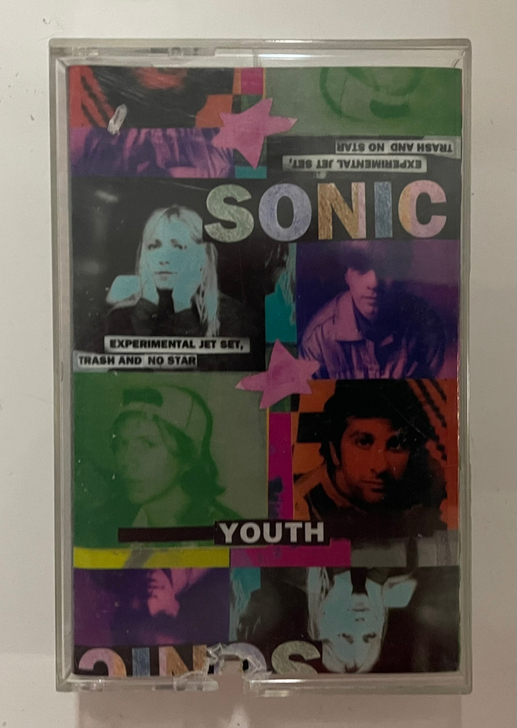 TRASH AND NO STAR
EXPERIMENTAL JET SET,
SONIC
EXPERIMENTAL JET SET,
TRASH AND NO STAR
YOUTH
SONIC